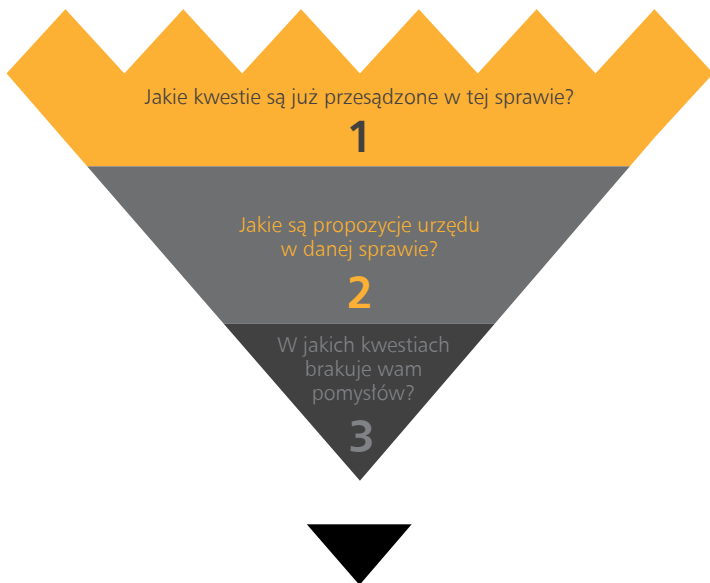 Jakie kwestie są już przesądzone w tej sprawie?
1
Jakie są propozycje urzędu
w danej sprawie?
2
W jakich kwestiach
brakuje wam
pomysłów?
3